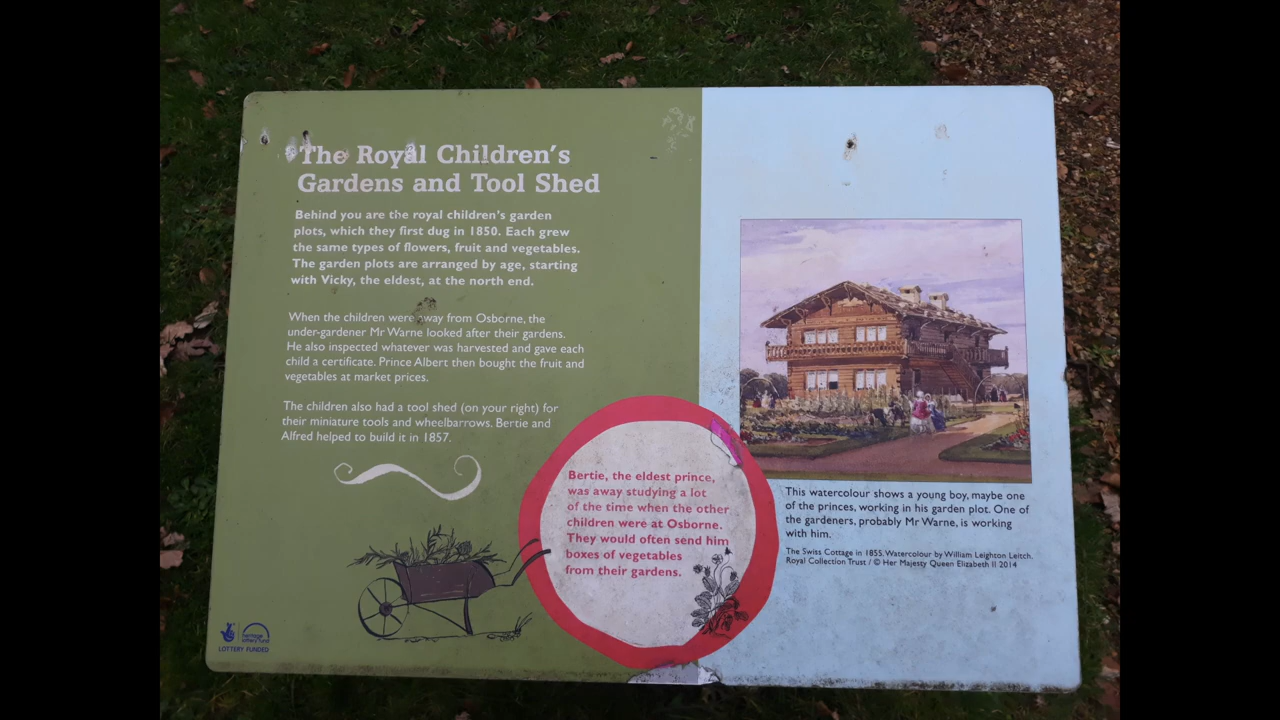 The Royal Children's
Gardens and Tool Shed
Behind you are the royal children's garden
plots, which they first dug in 1850. Each grew
the same types of flowers, fruit and vegetables.
The garden plots are arranged by age, starting
with Vicky, the eldest, at the north end.
When the children were away from Osborne, the
under-gardener Mr Warne looked after their gardens.
He also inspected whatever was harvested and gave each
child a certificate. Prince Albert then bought the fruit and
vegetables at market prices.
The children also had a tool shed (on your right) for
their miniature tools and wheelbarrows. Bertie and
Alfred helped to build it in 1857.
Bertie, the eldest prince,
was away studying a lot
of the time when the other
children were at Osborne.
They would often send him
boxes of vegetables
from their gardens.
This watercolour shows a young boy, maybe one
of the princes, working in his garden plot. One of
the gardeners, probably Mr Warne, is working
with him.
The Swiss Cottage in 1855, Watercolour by William Leighton Leitch.
Royal Collection Trust / © Her Majesty Queen Elizabeth II 2014
heritage
lottery fund
LOTTERY FUNDED